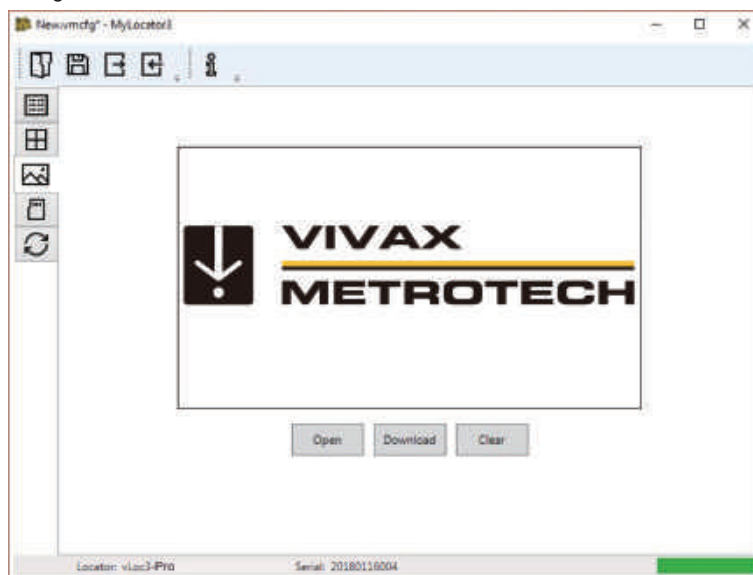 New.vmcfg* - MyLocator3
VIVAX
METROTECH
Open Download Clear
Locator: vLoc3-Pro Serial: 20180116004